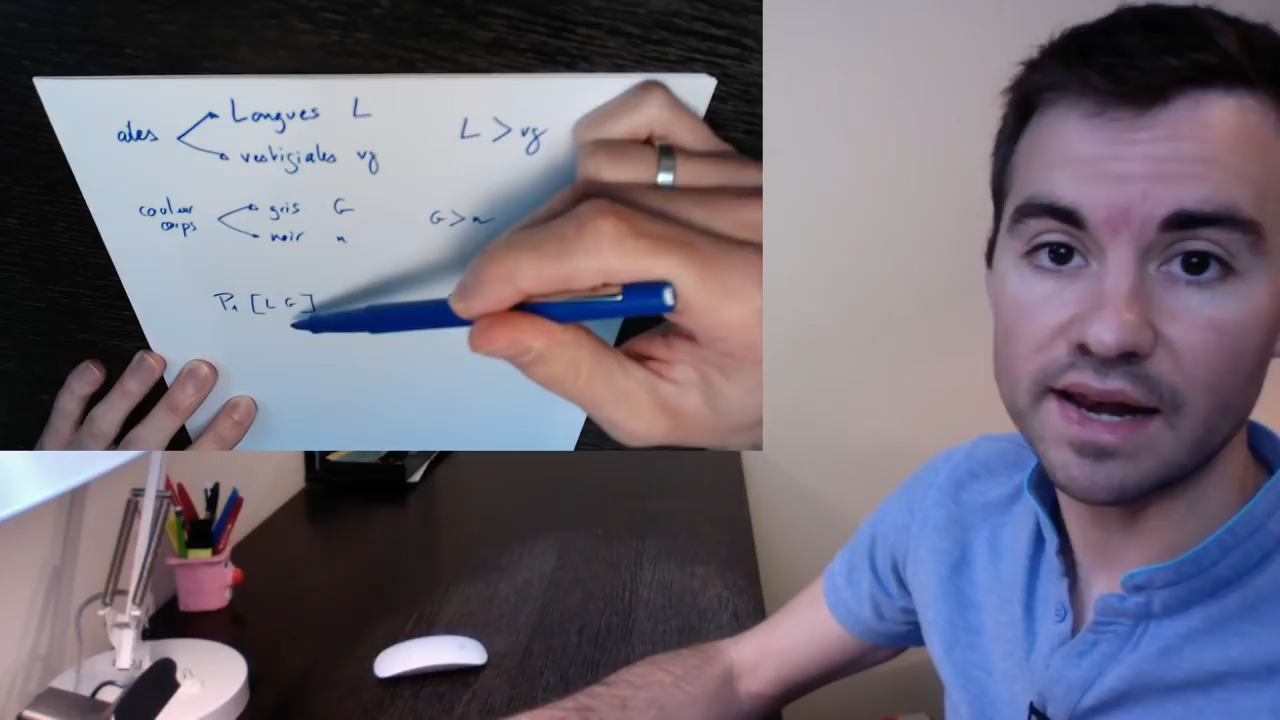 ailes Longues L L > vg
vestigiales vg
couleur corps gris G G > n
noir n
P1 [L G]